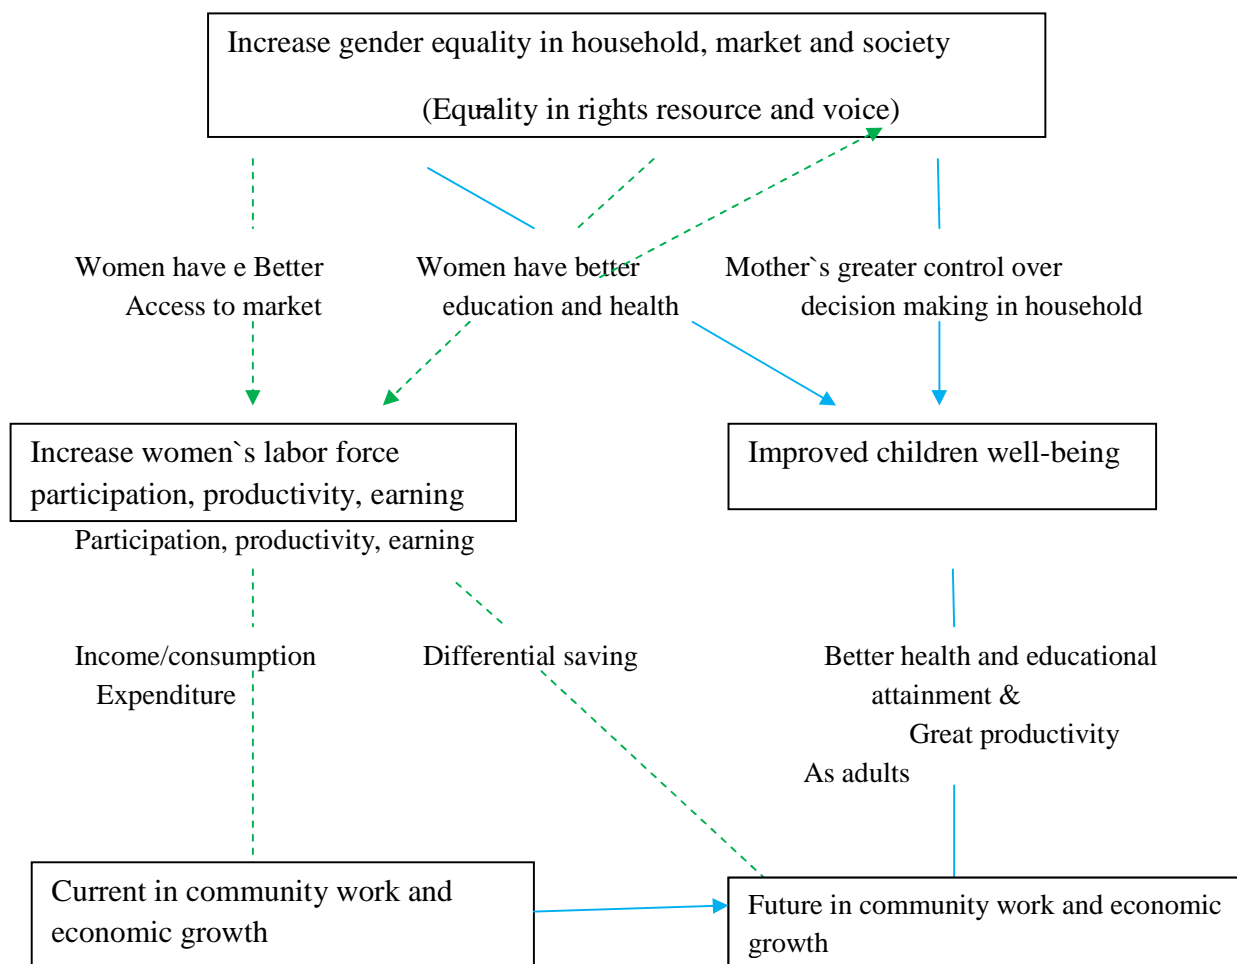 Increase gender equality in household, market and society
(Equality in rights resource and voice)
Women have e Better
Access to market
Women have better
education and health
Mother`s greater control over
decision making in household
Increase women`s labor force
participation, productivity, earning
Participation, productivity, earning
Improved children well-being
Income/consumption
Expenditure
Differential saving
Better health and educational
attainment &
Great productivity
As adults
Current in community work and
economic growth
Future in community work and economic
growth